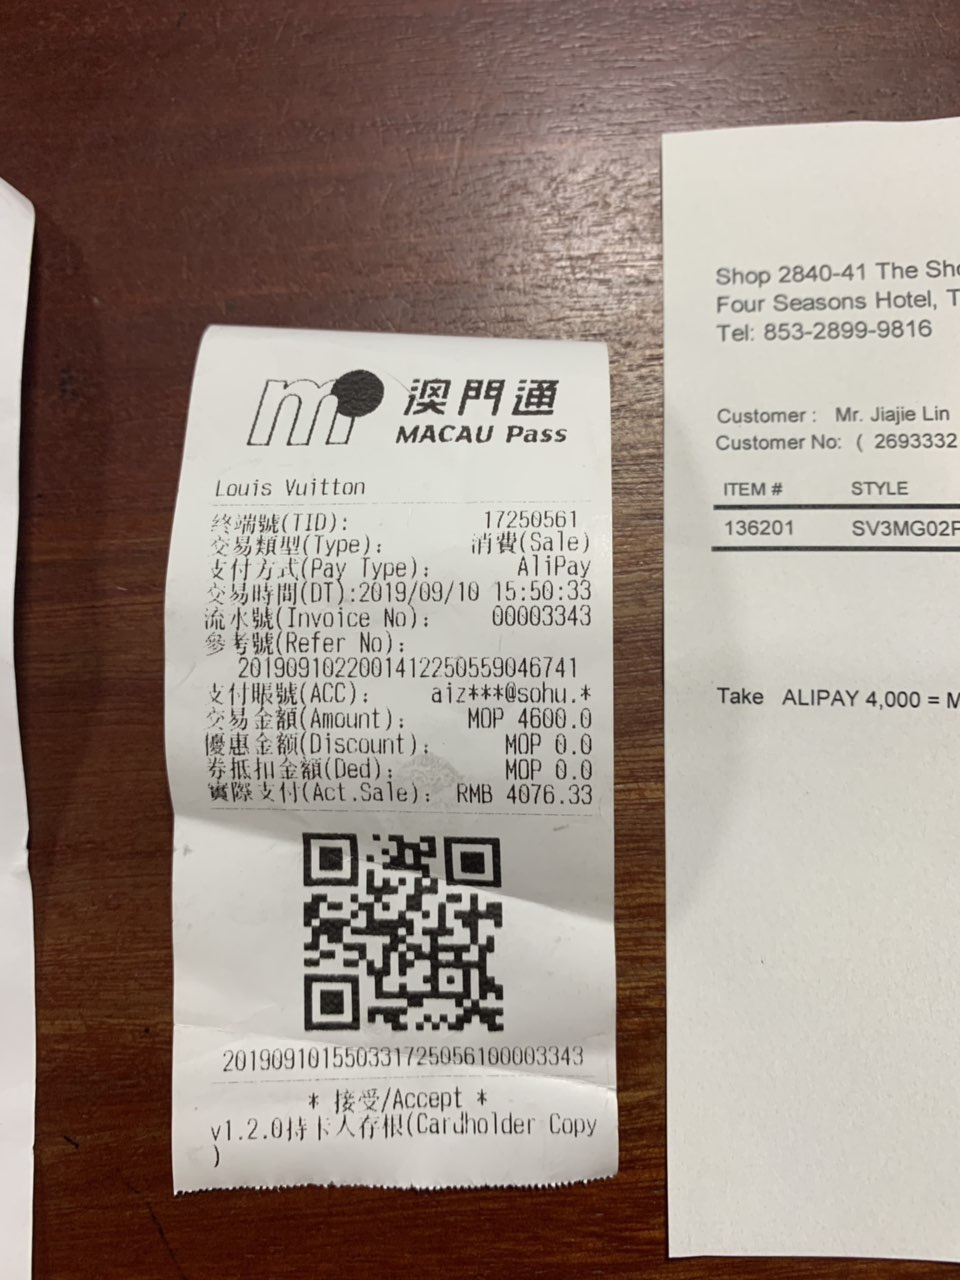 澳門通
MACAU Pass
Louis Vuitton
終端號(TID): 17250561
交易類型(Type): 消費(Sale)
支付方式(Pay Type): AliPay
交易時間(DT):2019/09/10 15:50:33
流水號(Invoice No): 00003343
參考號(Refer No):
2019091022001412250559046741
支付賬號(ACC): aiz***@sohu.*
交易金額(Amount): MOP 4600.0
優惠金额(Discount): MOP 0.0
券抵扣金額(Ded): MOP 0.0
實際支付(Act.Sale): RMB 4076.33
201909101550331725056100003343
* 接受/Accept *
v1.2.0持卡人存根(Cardholder Copy
)
Shop 2840-41 The Sho
Four Seasons Hotel, T
Tel: 853-2899-9816
Customer : Mr. Jiajie Lin
Customer No: ( 2693332
ITEM # STYLE
136201 SV3MG02F
Take ALIPAY 4,000 = M